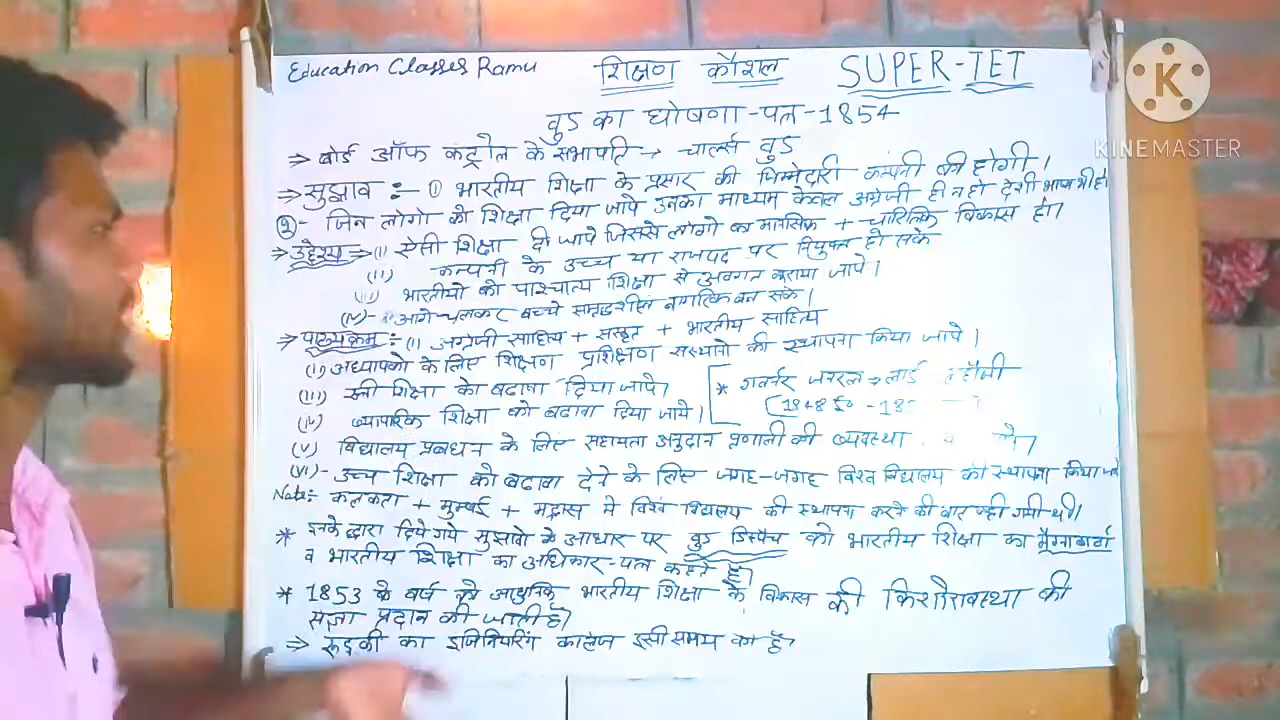 Education Classes Ramu शिक्षण कौशल SUPER-TET
K
KINEMASTER
वुड का घोषणा-पत्र-1854
⇒ बोर्ड ऑफ कंट्रोल के सभापति → चार्ल्स वुड
⇒ सुझाव :- (i) भारतीय शिक्षा के प्रसार की जिम्मेदारी कम्पनी की होगी।
(2)- जिन लोगो को शिक्षा दिया जाये उनका माध्यम केवल अंग्रेजी ही न हो देशी भाषा भी हो
⇒ उद्देश्य → (i) ऐसी शिक्षा दी जाये जिससे लोगो का मानसिक + चारित्रिक विकास हो।
(ii) कम्पनी के उच्च या राजपद पर नियुक्त हो सके
(iii) भारतीयो को पाश्चात्य शिक्षा से अवगत कराया जाये।
(iv)- आगे चलकर बच्चे समृद्धशील नागरिक बन सके।
⇒ पाठ्यक्रम :- (i) अंग्रेजी साहित्य + संस्कृत + भारतीय साहित्य
(i) अध्यापको के लिए शिक्षण प्रशिक्षण संस्थानो की स्थापना किया जाये।
(iii) स्त्री शिक्षा को बढावा दिया जाये।
* गवर्नर जनरल → लार्ड
(1848 ई० - 18
(iv) व्यापारिक शिक्षा को बढावा दिया जाये।
(v) विद्यालय प्रबंधन के लिए सहायता अनुदान प्रणाली की व्यवस्था
(vi)- उच्च शिक्षा को बढावा देने के लिए जगह-जगह विश्व विद्यालय की स्थापना किया
Note:- कलकता + मुम्बई + मद्रास मे विश्व विद्यालय की स्थापना करने की बात कही गयी थी।
* इनके द्वारा दिये गये सुझावो के आधार पर वुड डिस्पैच को भारतीय शिक्षा का मैग्नाकार्टा
व भारतीय शिक्षा का अधिकार-पत्र कहते है।
* 1853 के वर्ष को आधुनिक भारतीय शिक्षा के विकास की किशोरावस्था की
संज्ञा प्रदान की जाती है।
⇒ रूडकी का इंजिनियरिंग कालेज इसी समय का है।